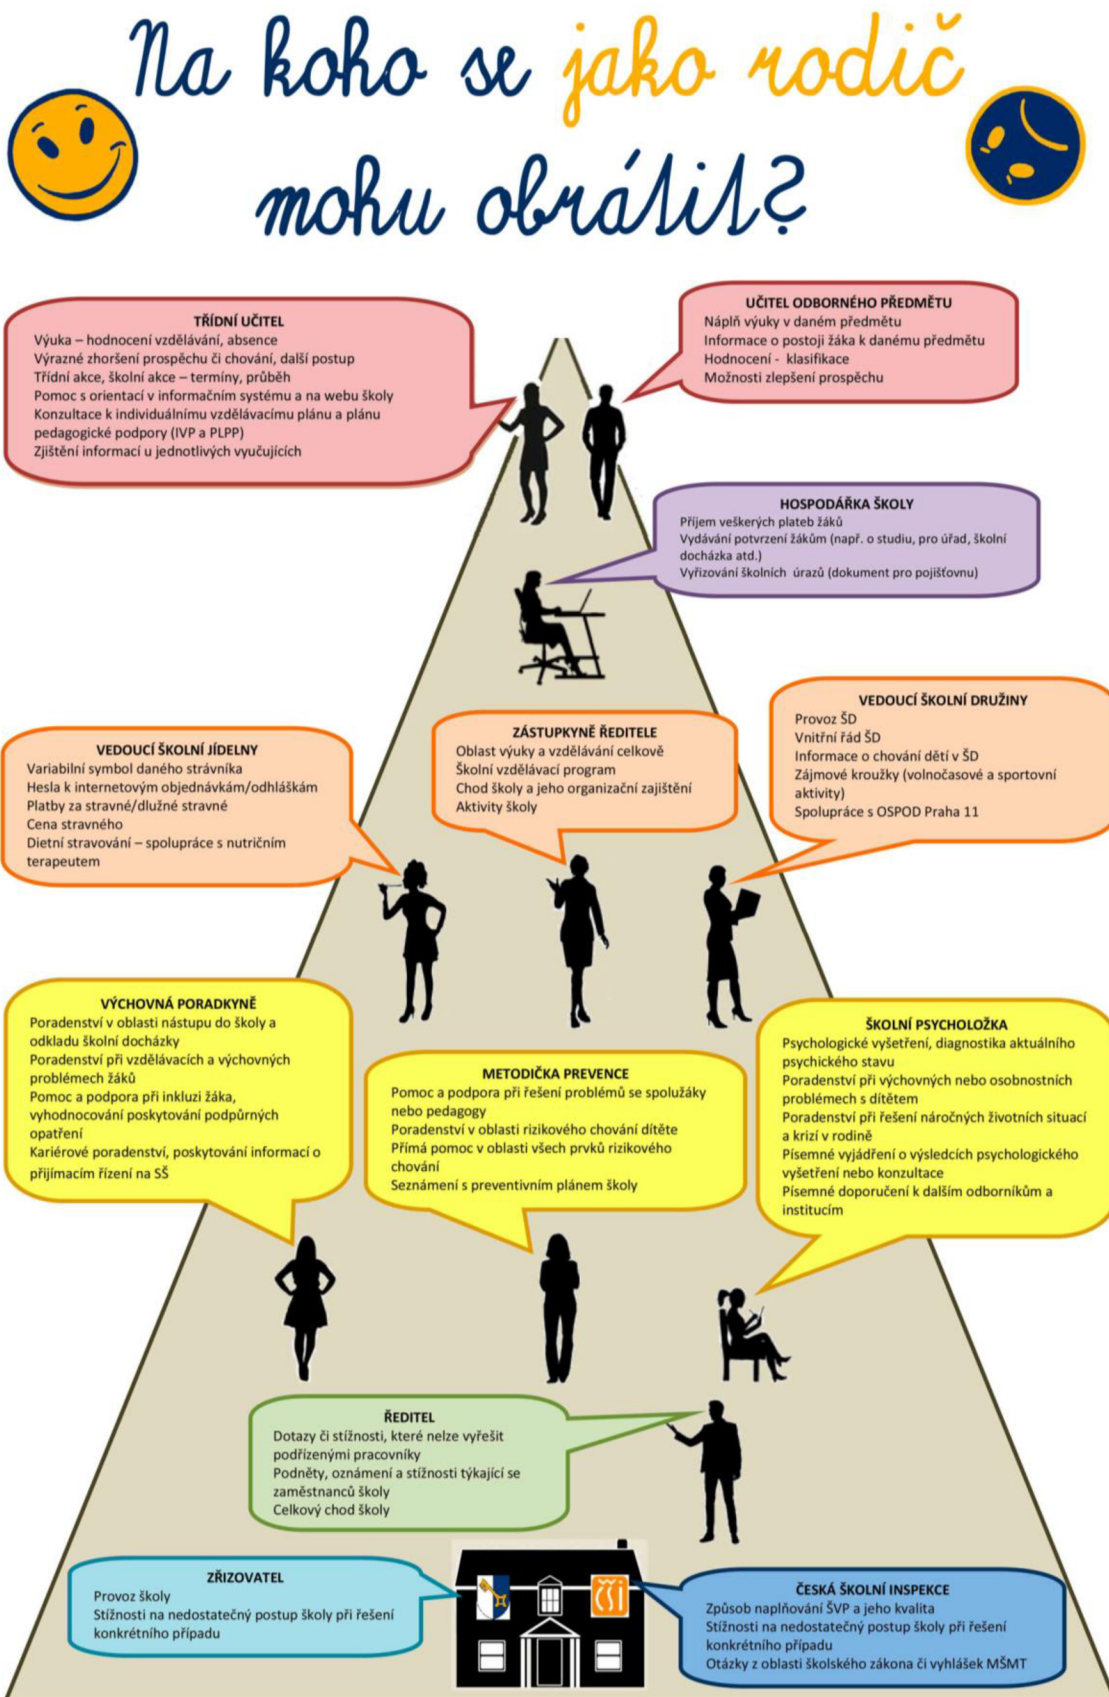 Na koho se jako rodič
mohu obrátit?
TŘÍDNÍ UČITEL
Výuka – hodnocení vzdělávání, absence
Výrazné zhoršení prospěchu či chování, další postup
Třídní akce, školní akce – termíny, průběh
Pomoc s orientací v informačním systému a na webu školy
Konzultace k individuálnímu vzdělávacímu plánu a plánu
pedagogické podpory (IVP a PLPP)
Zjištění informací u jednotlivých vyučujících
UČITEL ODBORNÉHO PŘEDMĚTU
Náplň výuky v daném předmětu
Informace o postoji žáka k danému předmětu
Hodnocení - klasifikace
Možnosti zlepšení prospěchu
HOSPODÁŘKA ŠKOLY
Příjem veškerých plateb žáků
Vydávání potvrzení žákům (např. o studiu, pro úřad, školní
docházka atd.)
Vyřizování školních úrazů (dokument pro pojišťovnu)
VEDOUCÍ ŠKOLNÍ JÍDELNY
Variabilní symbol daného strávníka
Hesla k internetovým objednávkám/odhláškám
Platby za stravné/dlužné stravné
Cena stravného
Dietní stravování – spolupráce s nutričním
terapeutem
ZÁSTUPKYNĚ ŘEDITELE
Oblast výuky a vzdělávání celkově
Školní vzdělávací program
Chod školy a jeho organizační zajištění
Aktivity školy
VEDOUCÍ ŠKOLNÍ DRUŽINY
Provoz ŠD
Vnitřní řád ŠD
Informace o chování dětí v ŠD
Zájmové kroužky (volnočasové a sportovní
aktivity)
Spolupráce s OSPOD Praha 11
VÝCHOVNÁ PORADKYNĚ
Poradenství v oblasti nástupu do školy a
odkladu školní docházky
Poradenství při vzdělávacích a výchovných
problémech žáků
Pomoc a podpora při inkluzi žáka,
vyhodnocování poskytování podpůrných
opatření
Kariérové poradenství, poskytování informací o
přijímacím řízení na SŠ
METODIČKA PREVENCE
Pomoc a podpora při řešení problémů se spolužáky
nebo pedagogy
Poradenství v oblasti rizikového chování dítěte
Přímá pomoc v oblasti všech prvků rizikového
chování
Seznámení s preventivním plánem školy
ŠKOLNÍ PSYCHOLOŽKA
Psychologické vyšetření, diagnostika aktuálního
psychického stavu
Poradenství při výchovných nebo osobnostních
problémech s dítětem
Poradenství při řešení náročných životních situací
a krizí v rodině
Písemné vyjádření o výsledcích psychologického
vyšetření nebo konzultace
Písemné doporučení k dalším odborníkům a
institucím
ŘEDITEL
Dotazy či stížnosti, které nelze vyřešit
podřízenými pracovníky
Podněty, oznámení a stížnosti týkající se
zaměstnanců školy
Celkový chod školy
ZŘIZOVATEL
Provoz školy
Stížnosti na nedostatečný postup školy při řešení
konkrétního případu
čši
ČESKÁ ŠKOLNÍ INSPEKCE
Způsob naplňování ŠVP a jeho kvalita
Stížnosti na nedostatečný postup školy při řešení
konkrétního případu
Otázky z oblasti školského zákona či vyhlášek MŠMT